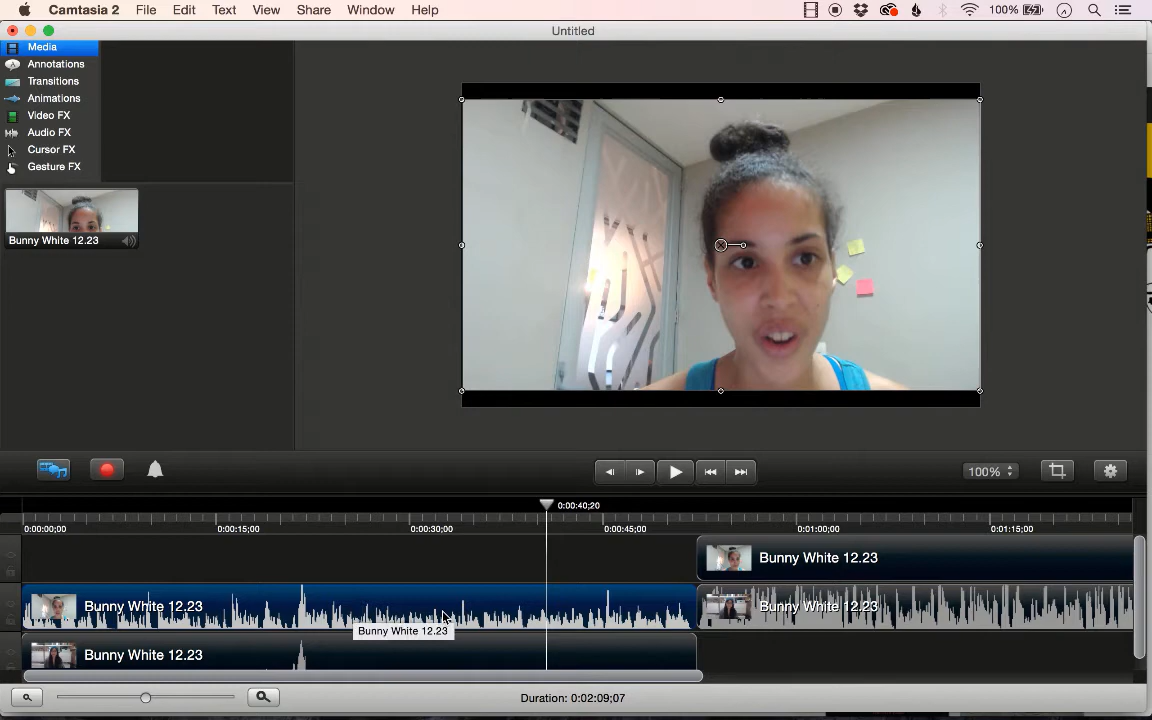 Camtasia 2 File Edit Text View Share Window Help 100%
Untitled
Media
Annotations
Transitions
Animations
Video FX
Audio FX
Cursor FX
Gesture FX
Bunny White 12.23
100%
0:00:40;20
0:00:00;00 0:00:15;00 0:00:30;00 0:00:45;00 0:01:00;00 0:01:15;00
Bunny White 12.23
Bunny White 12.23 Bunny White 12.23
Bunny White 12.23
Bunny White 12.23
Duration: 0:02:09;07